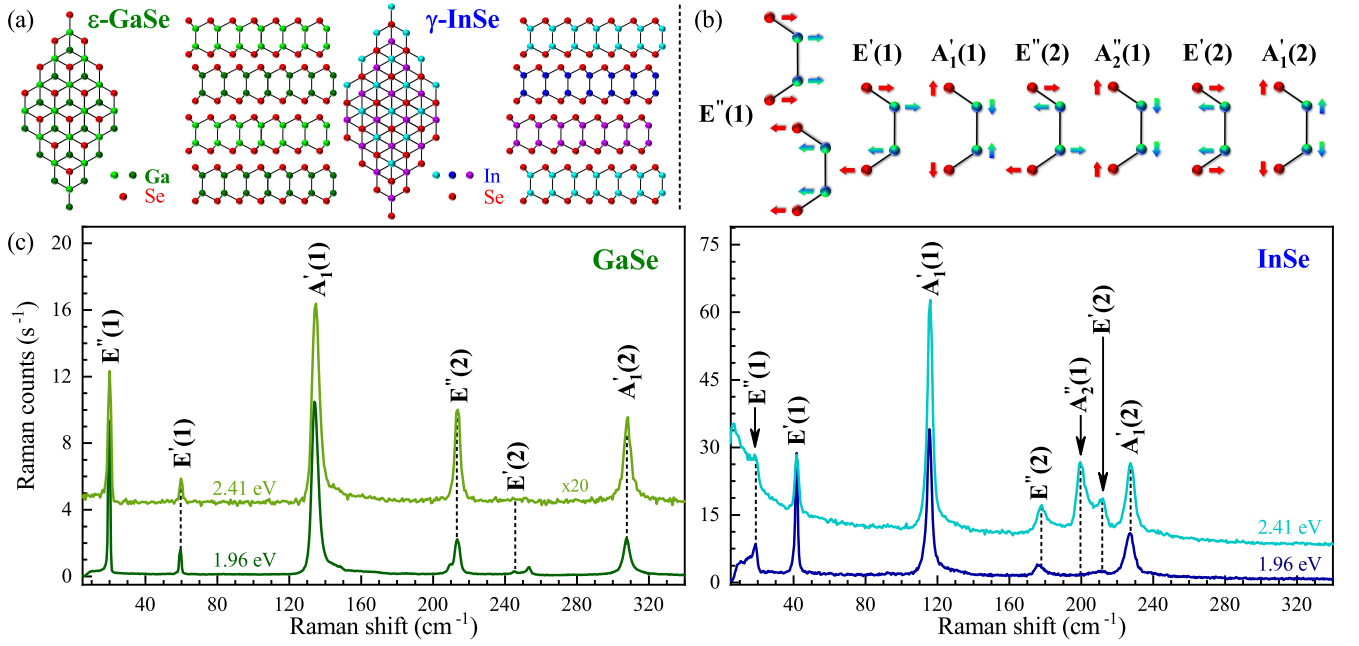 (a)
ε-GaSe
γ-InSe
Ga
Se
In
Se
(b)
E''(1)
E'(1)
A'₁(1)
E''(2)
A''₂(1)
E'(2)
A'₁(2)
(c)
GaSe
Raman counts (s⁻¹)
20
16
12
8
4
0
E''(1)
E'(1)
A'₁(1)
E''(2)
E'(2)
A'₁(2)
2.41 eV
x20
1.96 eV
40 80 120 160 200 240 280 320
Raman shift (cm⁻¹)
InSe
75
60
45
30
15
0
E''(1)
E'(1)
A'₁(1)
E''(2)
A''₂(1)
E'(2)
A'₁(2)
2.41 eV
1.96 eV
40 80 120 160 200 240 280 320
Raman shift (cm⁻¹)